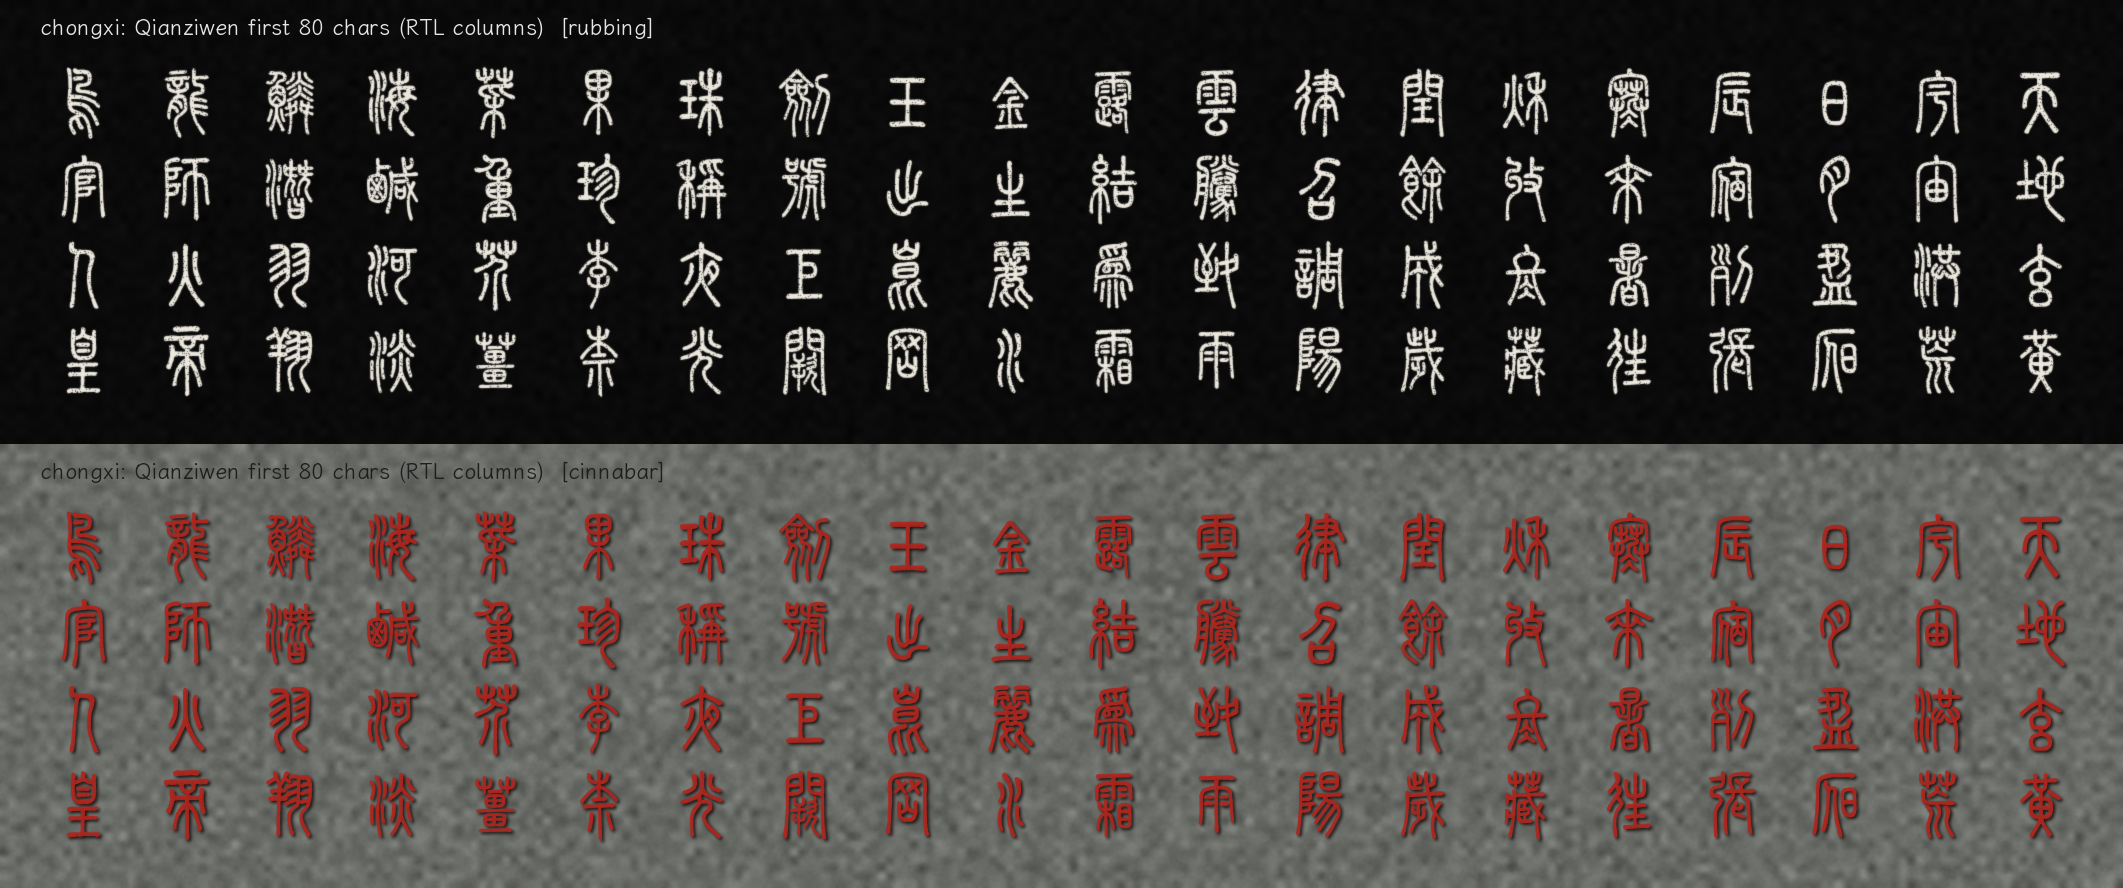 chongxi: Qianziwen first 80 chars (RTL columns) [rubbing]
天地玄黃
宇宙洪荒
日月盈昃
辰宿列張
寒來暑往
秋收冬藏
閏餘成歲
律召調陽
雲騰致雨
露結爲霜
金生麗水
玉出崑岡
劍號巨闕
珠稱夜光
果珍李柰
菜重芥薑
海鹹河淡
鱗潛羽翔
龍師火帝
鳥官人皇
chongxi: Qianziwen first 80 chars (RTL columns) [cinnabar]
天地玄黃
宇宙洪荒
日月盈昃
辰宿列張
寒來暑往
秋收冬藏
閏餘成歲
律召調陽
雲騰致雨
露結爲霜
金生麗水
玉出崑岡
劍號巨闕
珠稱夜光
果珍李柰
菜重芥薑
海鹹河淡
鱗潛羽翔
龍師火帝
鳥官人皇